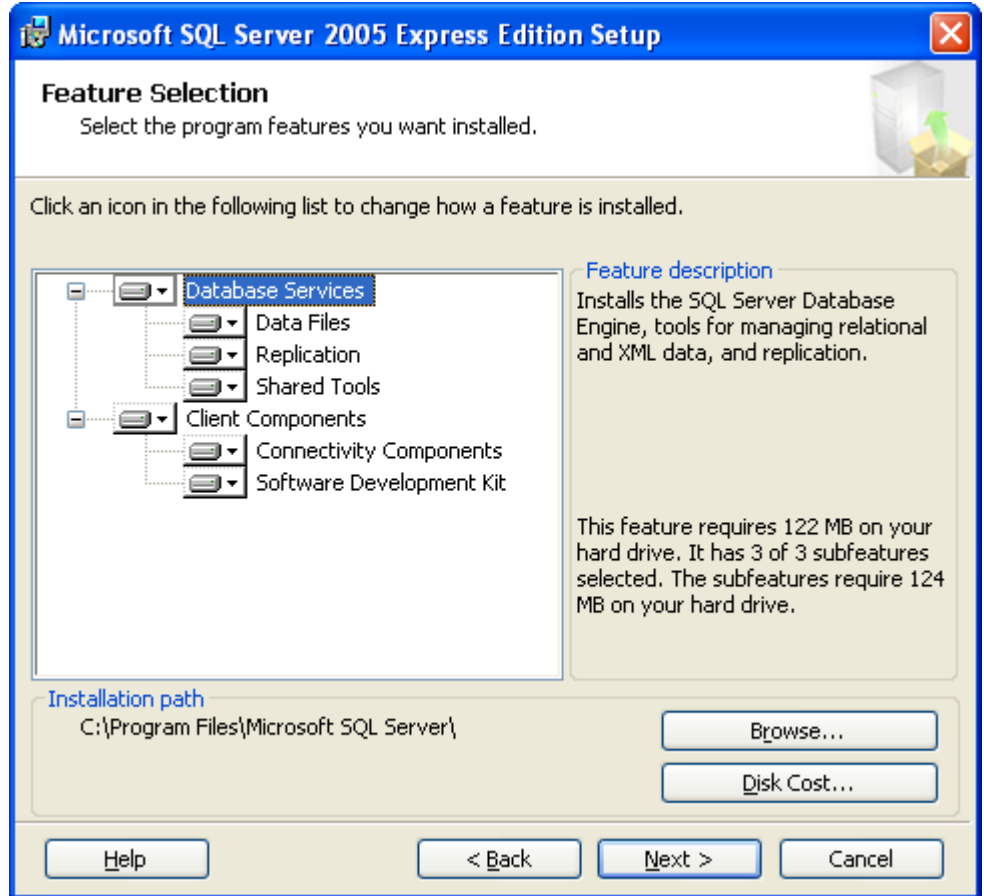 Microsoft SQL Server 2005 Express Edition Setup
Feature Selection
Select the program features you want installed.
Click an icon in the following list to change how a feature is installed.
Database Services
Data Files
Replication
Shared Tools
Client Components
Connectivity Components
Software Development Kit
Feature description
Installs the SQL Server Database
Engine, tools for managing relational
and XML data, and replication.
This feature requires 122 MB on your
hard drive. It has 3 of 3 subfeatures
selected. The subfeatures require 124
MB on your hard drive.
Installation path
C:\Program Files\Microsoft SQL Server\
Browse...
Disk Cost...
Help
< Back
Next >
Cancel